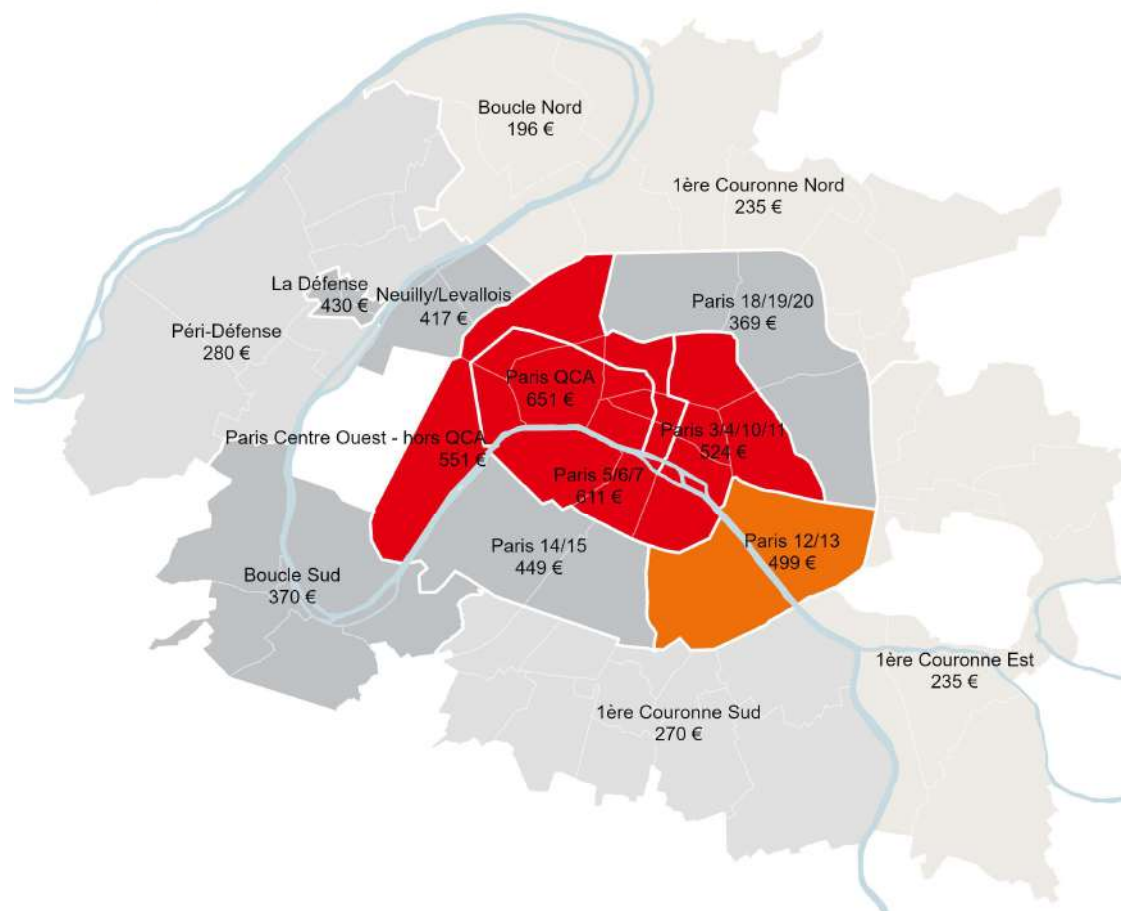 Boucle Nord
196 €
1ère Couronne Nord
235 €
La Défense
430 €
Neuilly/Levallois
417 €
Paris 18/19/20
369 €
Péri-Défense
280 €
Paris QCA
651 €
Paris Centre Ouest - hors QCA
551 €
Paris 3/4/10/11
524 €
Paris 5/6/7
611 €
Paris 14/15
449 €
Paris 12/13
499 €
Boucle Sud
370 €
1ère Couronne Est
235 €
1ère Couronne Sud
270 €